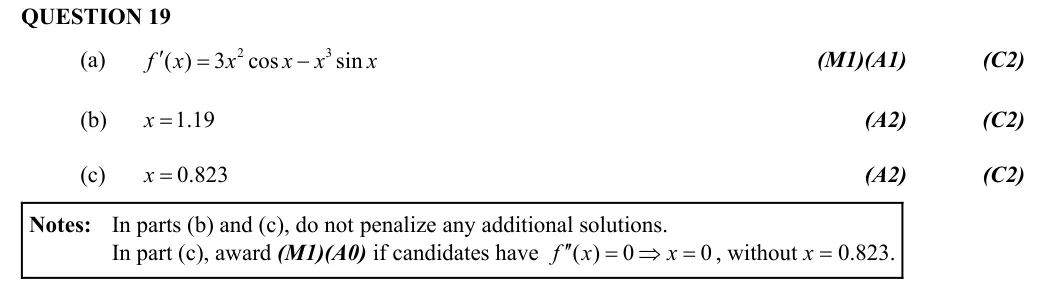 QUESTION 19
(a) f′(x) = 3x² cos x − x³ sin x (M1)(A1) (C2)
(b) x = 1.19 (A2) (C2)
(c) x = 0.823 (A2) (C2)
Notes: In parts (b) and (c), do not penalize any additional solutions.
In part (c), award (M1)(A0) if candidates have f″(x) = 0 ⇒ x = 0 , without x = 0.823.